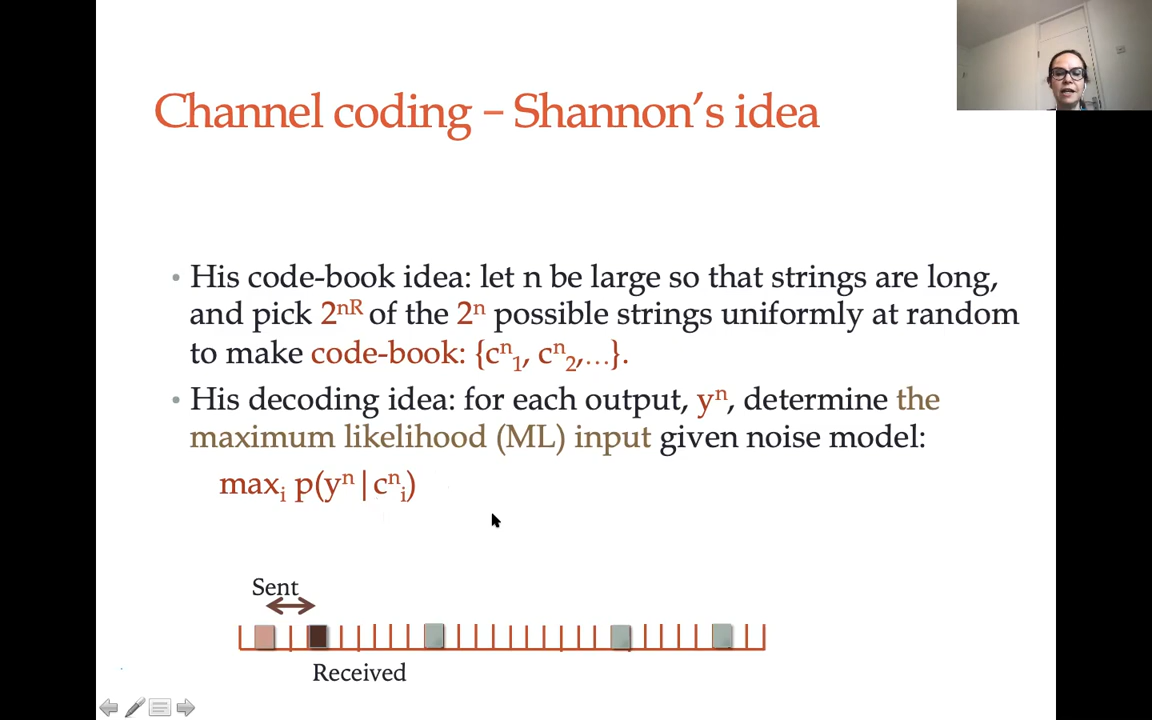 Channel coding – Shannon's idea
• His code-book idea: let n be large so that strings are long,
and pick 2ⁿᴿ of the 2ⁿ possible strings uniformly at random
to make code-book: {cⁿ₁, cⁿ₂,…}.
• His decoding idea: for each output, yⁿ, determine the
maximum likelihood (ML) input given noise model:
maxᵢ p(yⁿ|cⁿᵢ)
Sent
Received